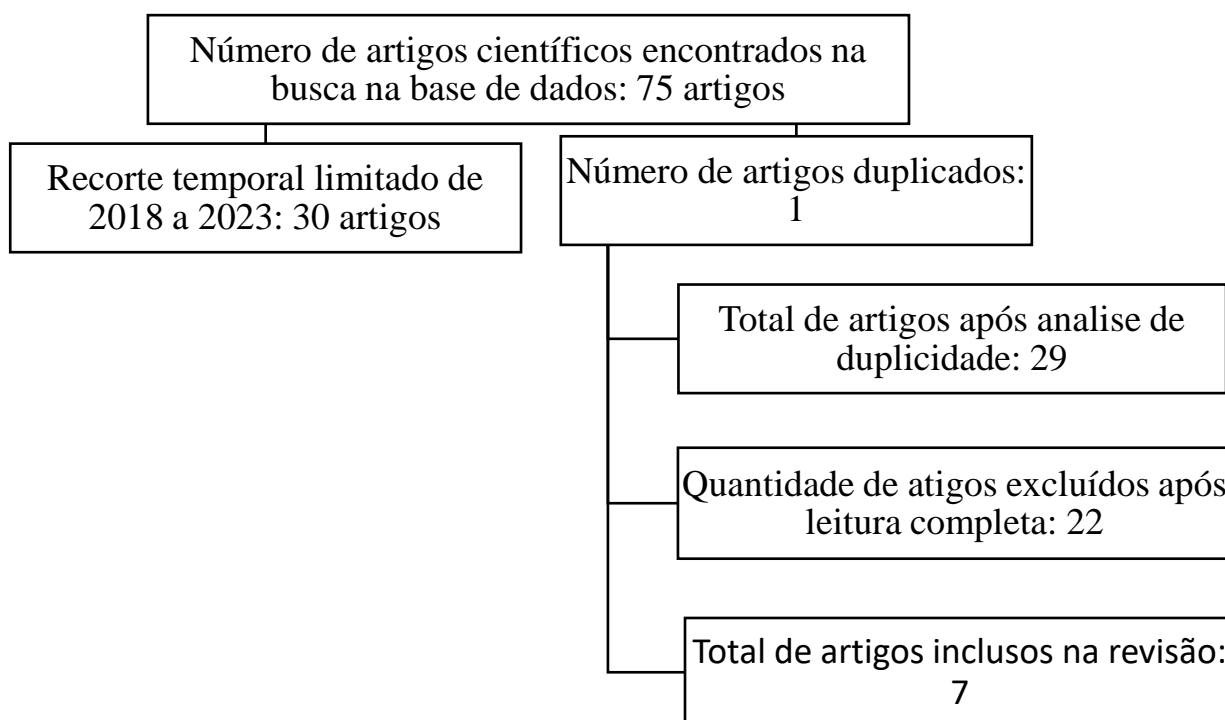 Número de artigos científicos encontrados na
busca na base de dados: 75 artigos
Recorte temporal limitado de
2018 a 2023: 30 artigos
Número de artigos duplicados:
1
Total de artigos após analise de
duplicidade: 29
Quantidade de atigos excluídos após
leitura completa: 22
Total de artigos inclusos na revisão:
7